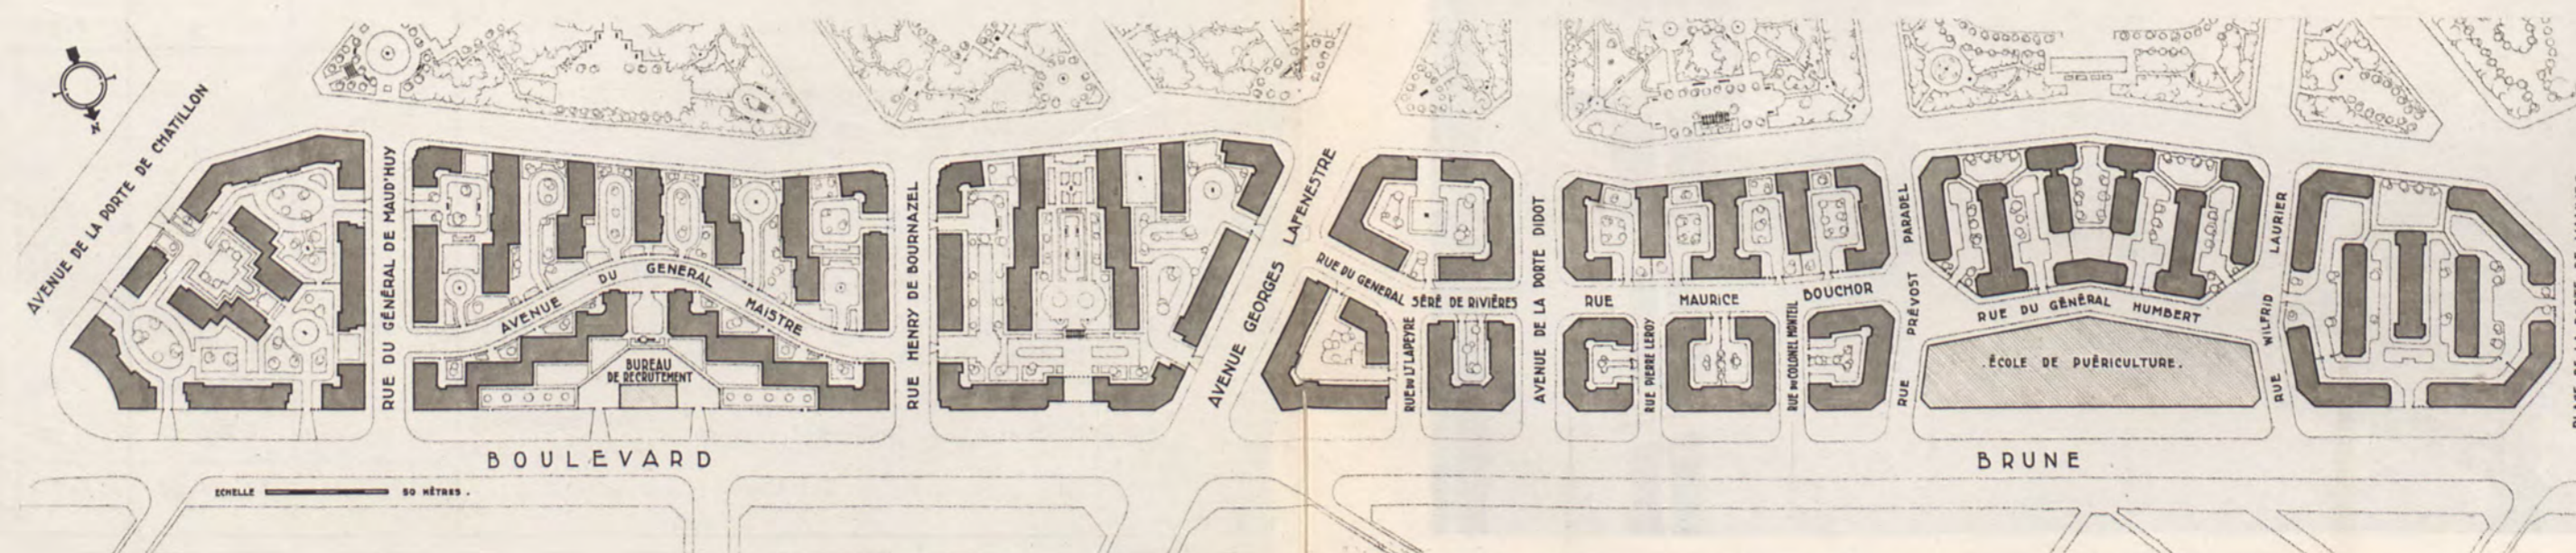 N
AVENUE DE LA PORTE DE CHATILLON
RUE DU GÉNÉRAL DE MAUD'HUY
AVENUE DU GENERAL MAISTRE
BUREAU
DE RECRUTEMENT
RUE HENRY DE BOURNAZEL
AVENUE GEORGES LAFENESTRE
RUE DU GENERAL SÉRÉ DE RIVIÈRES
RUE DU LT LAPEYRE
AVENUE DE LA PORTE DIDOT
RUE MAURICE BOUCHOR
RUE PIERRE LEROY
RUE DU COLONEL MONTEIL
RUE PRÉVOST PARADEL
RUE DU GÉNÉRAL HUMBERT
.ÉCOLE DE PUÉRICULTURE.
RUE WILFRID LAURIER
BOULEVARD BRUNE
ECHELLE 50 MÈTRES.